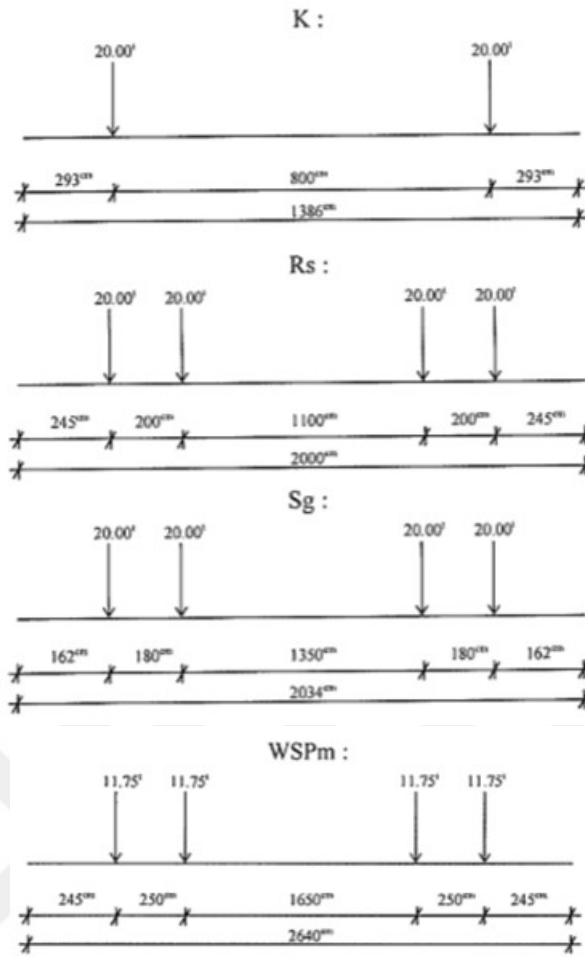 K :
20.00ᵗ 20.00ᵗ
293ᶜᵐ 800ᶜᵐ 293ᶜᵐ
1386ᶜᵐ
Rs :
20.00ᵗ 20.00ᵗ 20.00ᵗ 20.00ᵗ
245ᶜᵐ 200ᶜᵐ 1100ᶜᵐ 200ᶜᵐ 245ᶜᵐ
2000ᶜᵐ
Sg :
20.00ᵗ 20.00ᵗ 20.00ᵗ 20.00ᵗ
162ᶜᵐ 180ᶜᵐ 1350ᶜᵐ 180ᶜᵐ 162ᶜᵐ
2034ᶜᵐ
WSPm :
11.75ᵗ 11.75ᵗ 11.75ᵗ 11.75ᵗ
245ᶜᵐ 250ᶜᵐ 1650ᶜᵐ 250ᶜᵐ 245ᶜᵐ
2640ᶜᵐ